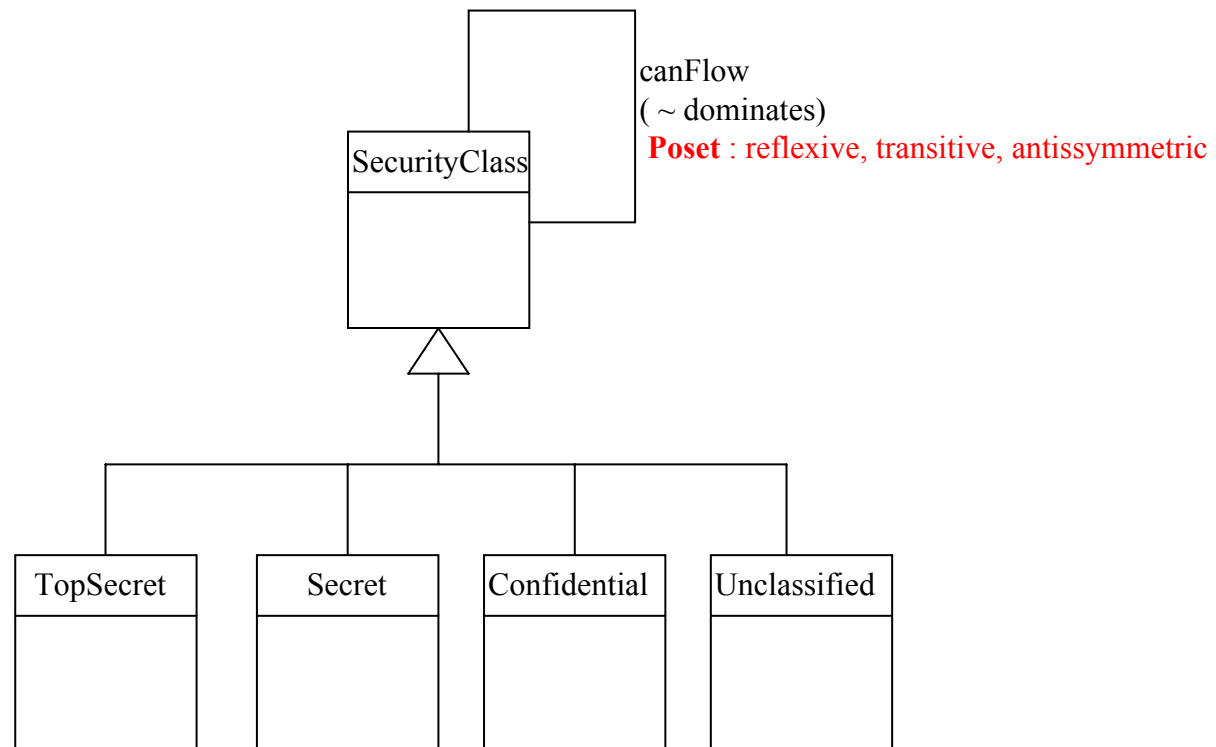 canFlow
( ~ dominates)
Poset : reflexive, transitive, antissymmetric
SecurityClass
TopSecret
Secret
Confidential
Unclassified